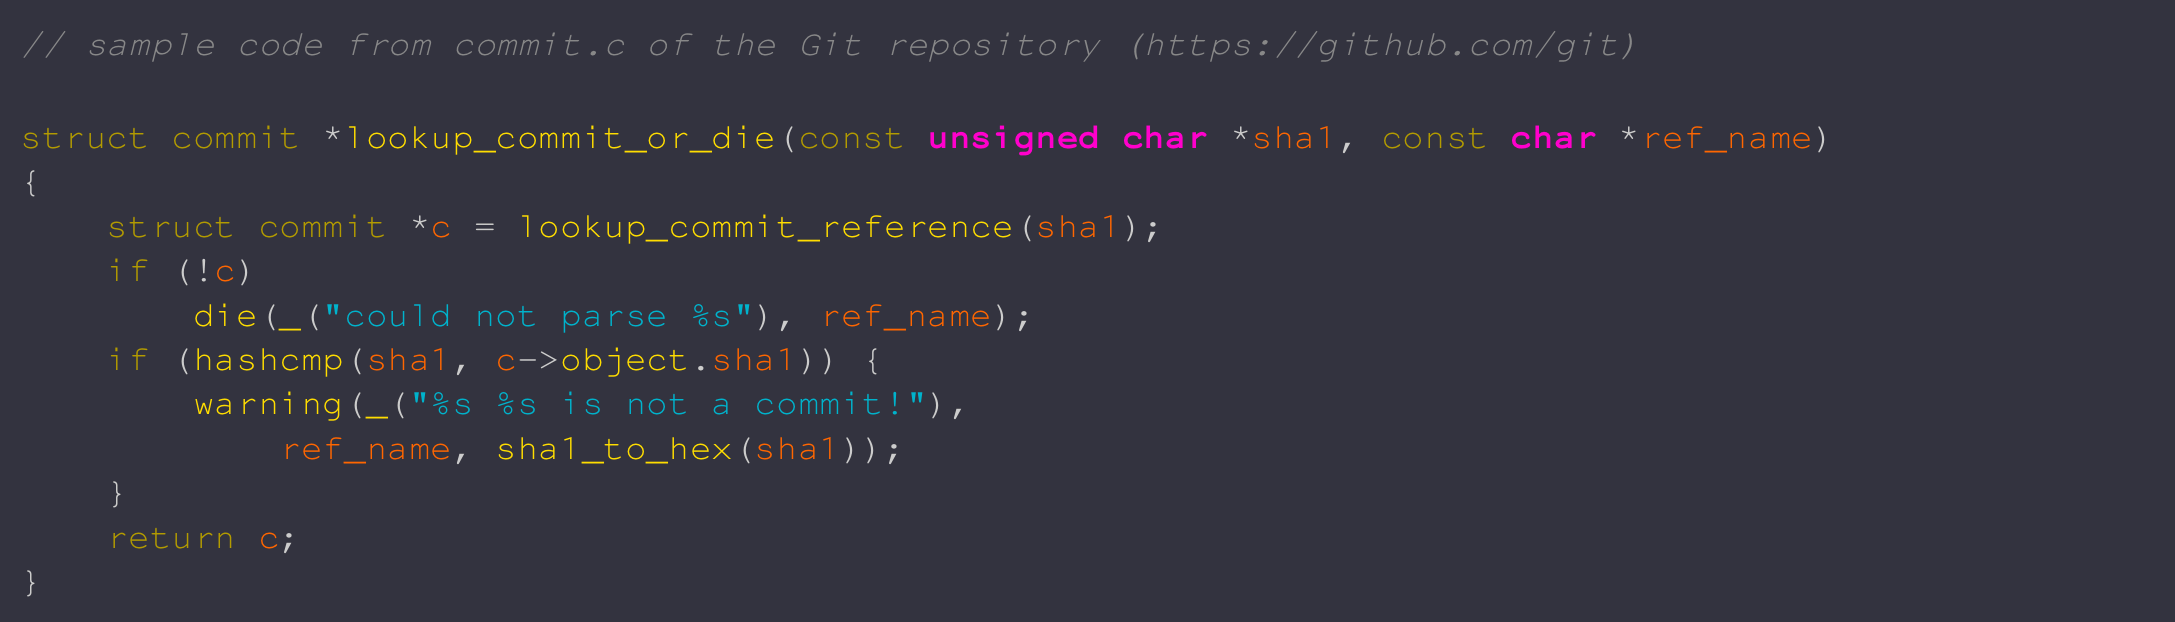 // sample code from commit.c of the Git repository (https://github.com/git)

struct commit *lookup_commit_or_die(const unsigned char *sha1, const char *ref_name)
{
    struct commit *c = lookup_commit_reference(sha1);
    if (!c)
        die(_("could not parse %s"), ref_name);
    if (hashcmp(sha1, c->object.sha1)) {
        warning(_("%s %s is not a commit!"),
            ref_name, sha1_to_hex(sha1));
    }
    return c;
}